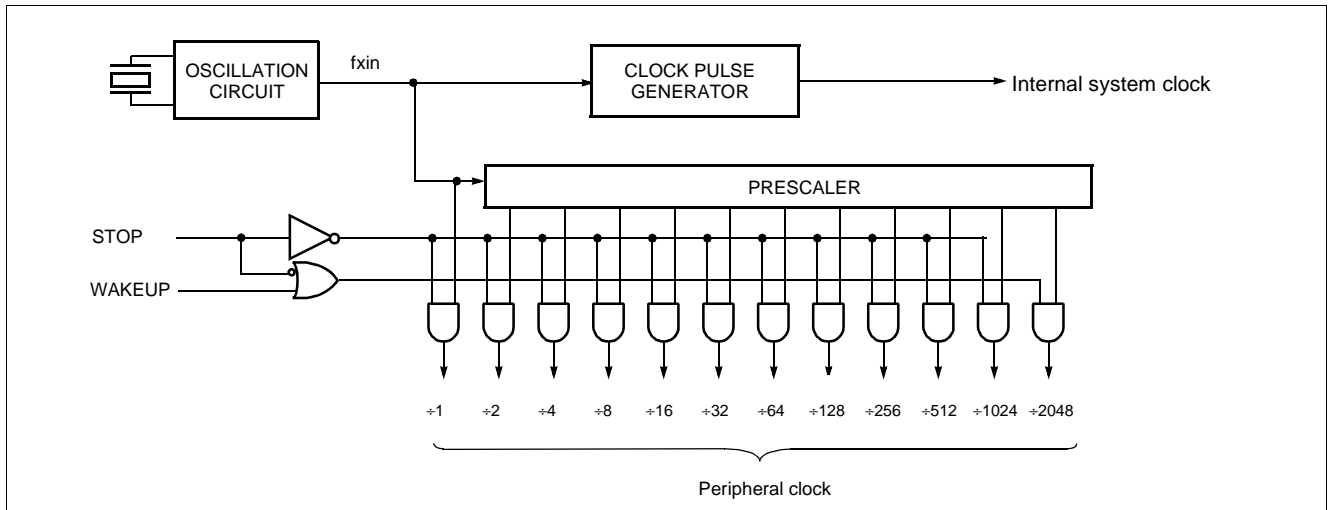 OSCILLATION
CIRCUIT
fxin
CLOCK PULSE
GENERATOR
Internal system clock
PRESCALER
STOP
WAKEUP
÷1 ÷2 ÷4 ÷8 ÷16 ÷32 ÷64 ÷128 ÷256 ÷512 ÷1024 ÷2048
Peripheral clock